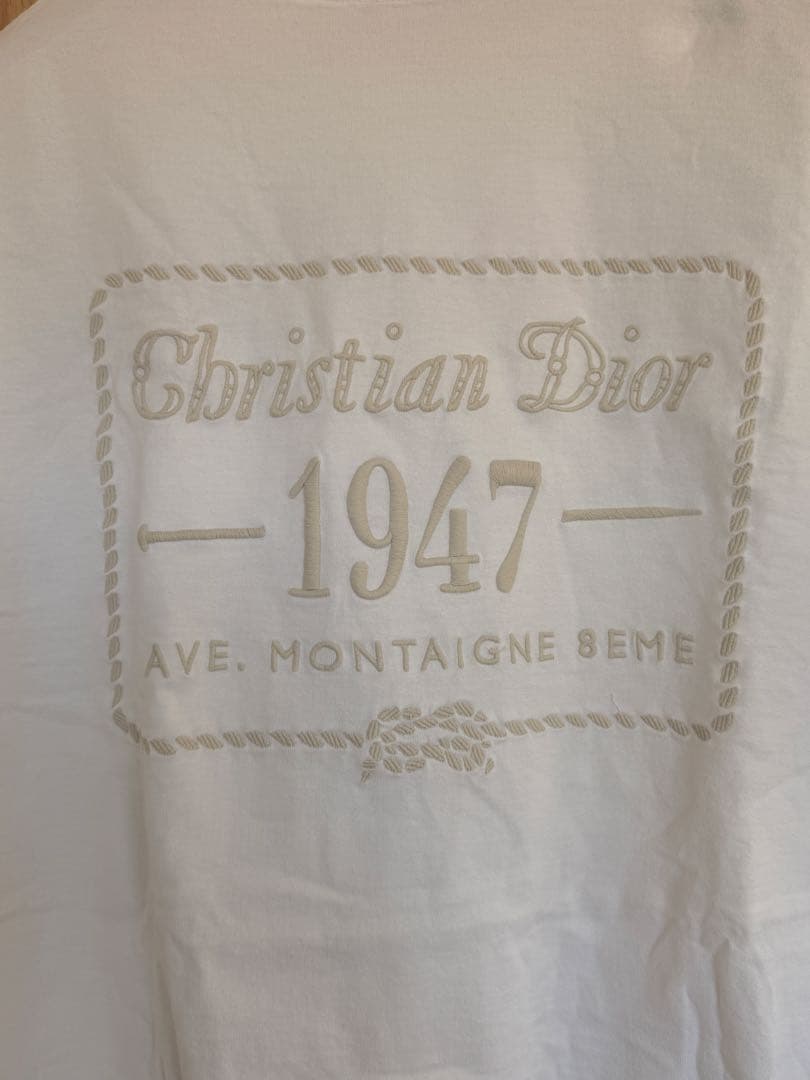 Christian Dior
1947
AVE. MONTAIGNE 8EME